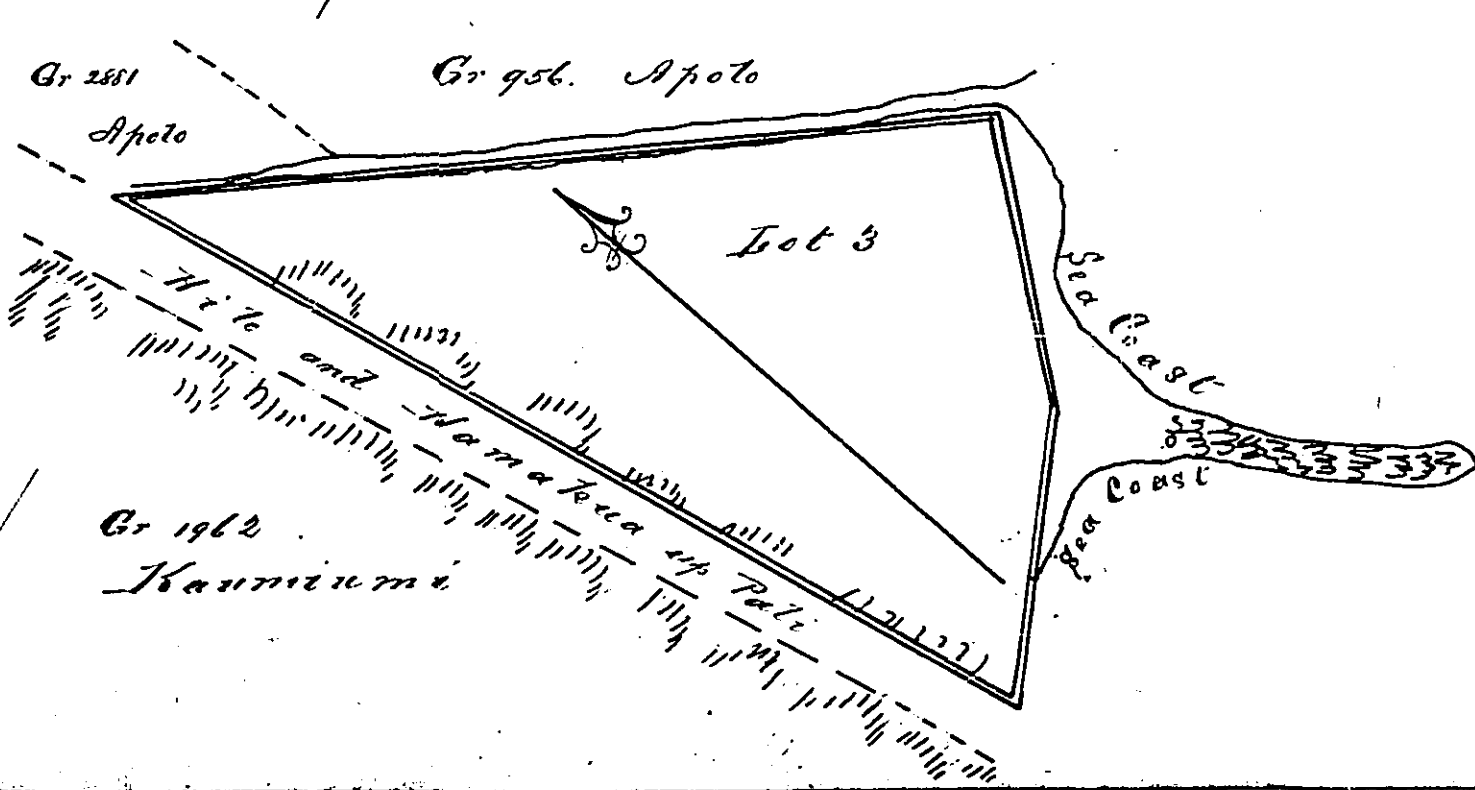 Gr 2881
Apolo
Gr 956. Apolo
Lot 3
Sea Coast
Sea Coast
Hilo and Hamakua up Pali
Gr 1962
Kaumiumi